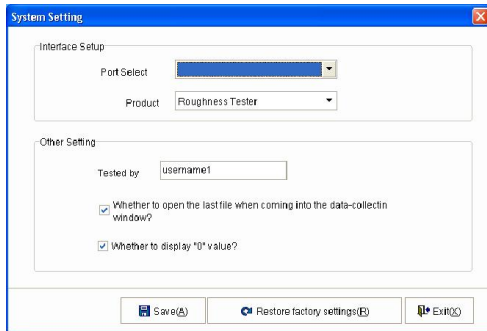 System Setting
Interface Setup
Port Select
Product Roughness Tester
Other Setting
Tested by username1
Whether to open the last file when coming into the data-collectin
window?
Whether to display "0" value?
Save(A) Restore factory settings(R) Exit(X)